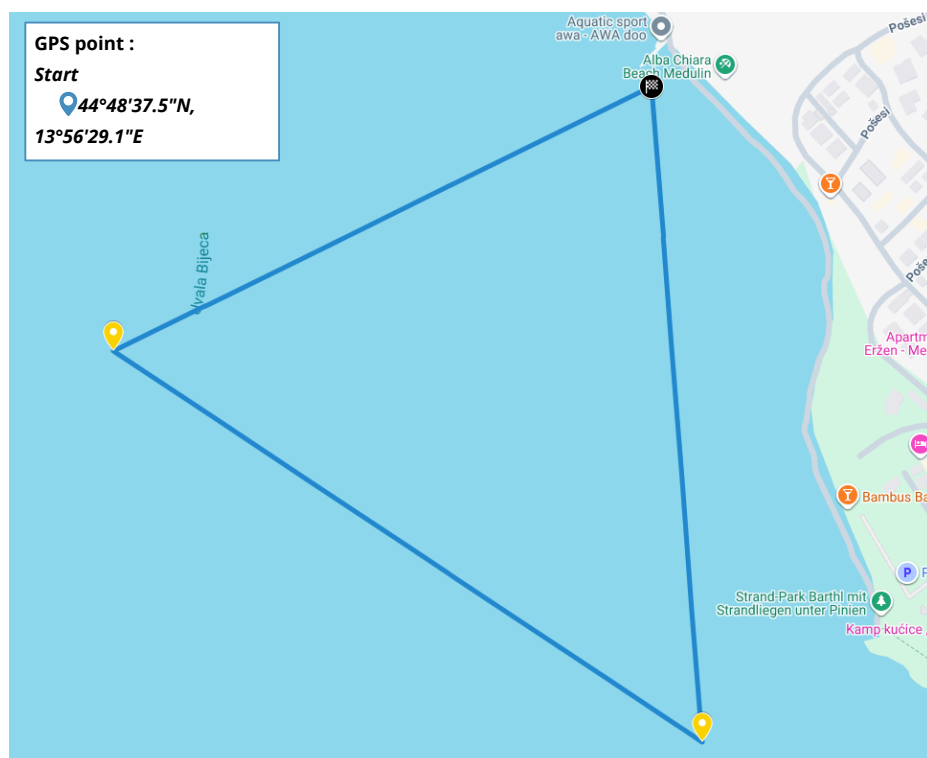 GPS point :
Start
44°48'37.5"N,
13°56'29.1"E
Aquatic sport
awa - AWA doo
Alba Chiara
Beach Medulin
Pošesi
Pošesi
Poše
Uvala Bijeca
Apartm
Eržen - Me
Bambus Ba
P
F
Strand-Park Barthl mit
Strandliegen unter Pinien
Kamp kućice